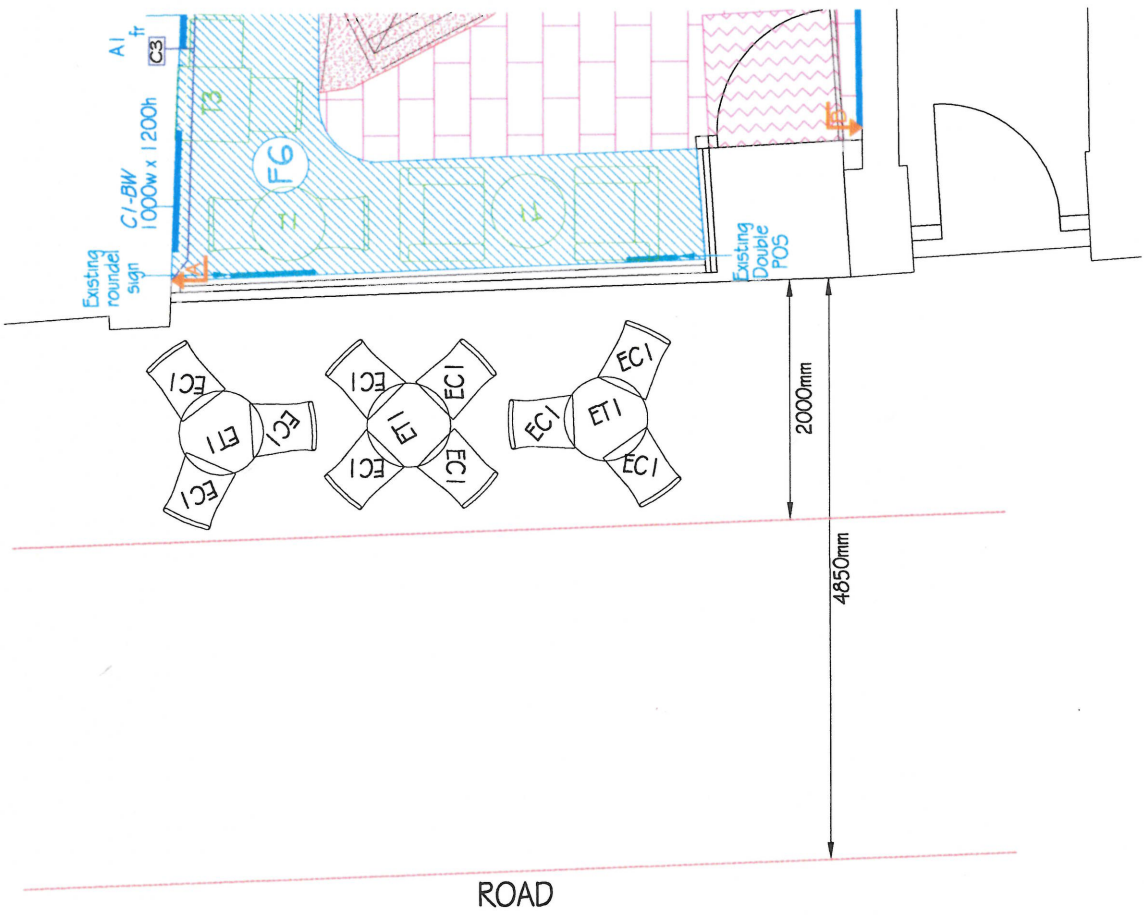 A1
fr
C3
C1-BW
1000w x 1200h
T3
F6
Existing
roundel
sign
A
D
Existing
Double
POS
EC1
EC1
EC1
ET1
EC1
EC1
EC1
EC1
ET1
EC1
EC1
EC1
ET1
2000mm
4850mm
ROAD